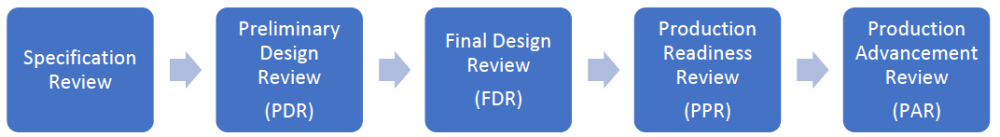 Specification
Review
Preliminary
Design
Review
(PDR)
Final Design
Review
(FDR)
Production
Readiness
Review
(PPR)
Production
Advancement
Review
(PAR)